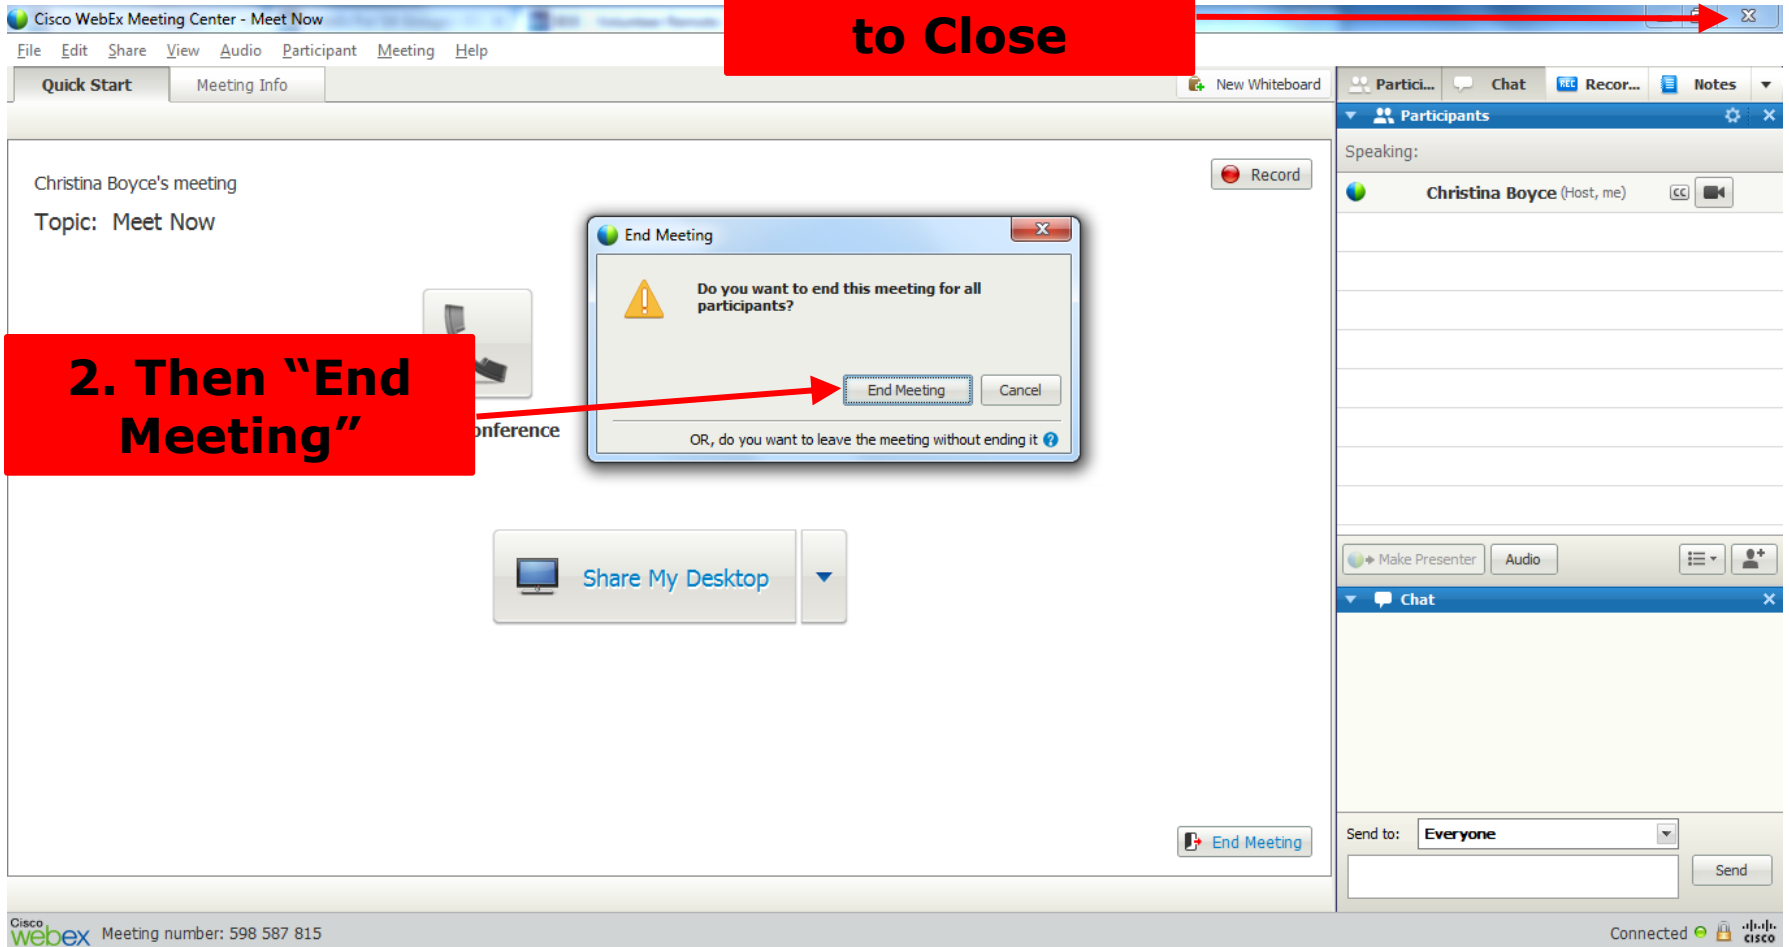 Cisco WebEx Meeting Center - Meet Now
to Close
File Edit Share View Audio Participant Meeting Help
Quick Start Meeting Info
New Whiteboard
Partici... Chat Recor... Notes
Participants
Speaking:
Christina Boyce (Host, me)
CC
Christina Boyce's meeting
Record
Topic: Meet Now
End Meeting
Do you want to end this meeting for all
participants?
End Meeting Cancel
OR, do you want to leave the meeting without ending it
2. Then “End
Meeting”
onference
Share My Desktop
Make Presenter Audio
Chat
End Meeting
Send to: Everyone
Send
Cisco
webex Meeting number: 598 587 815
Connected
cisco